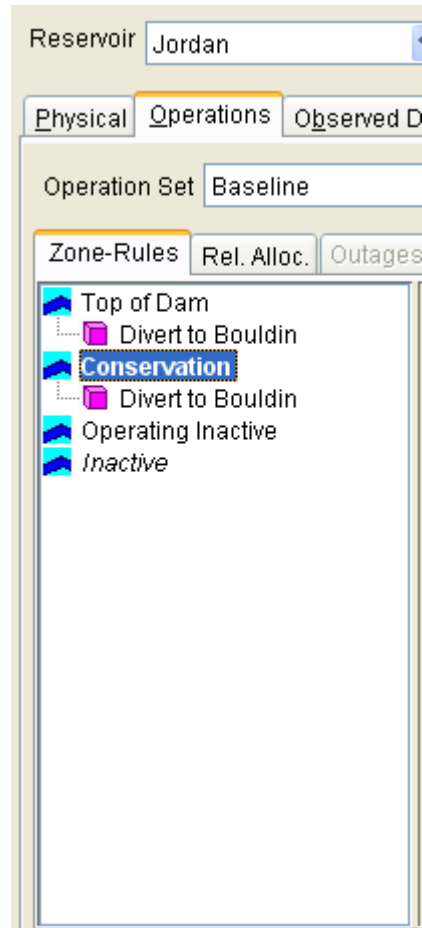 Reservoir Jordan
Physical Operations Observed D
Operation Set Baseline
Zone-Rules Rel. Alloc. Outages
Top of Dam
Divert to Bouldin
Conservation
Divert to Bouldin
Operating Inactive
Inactive